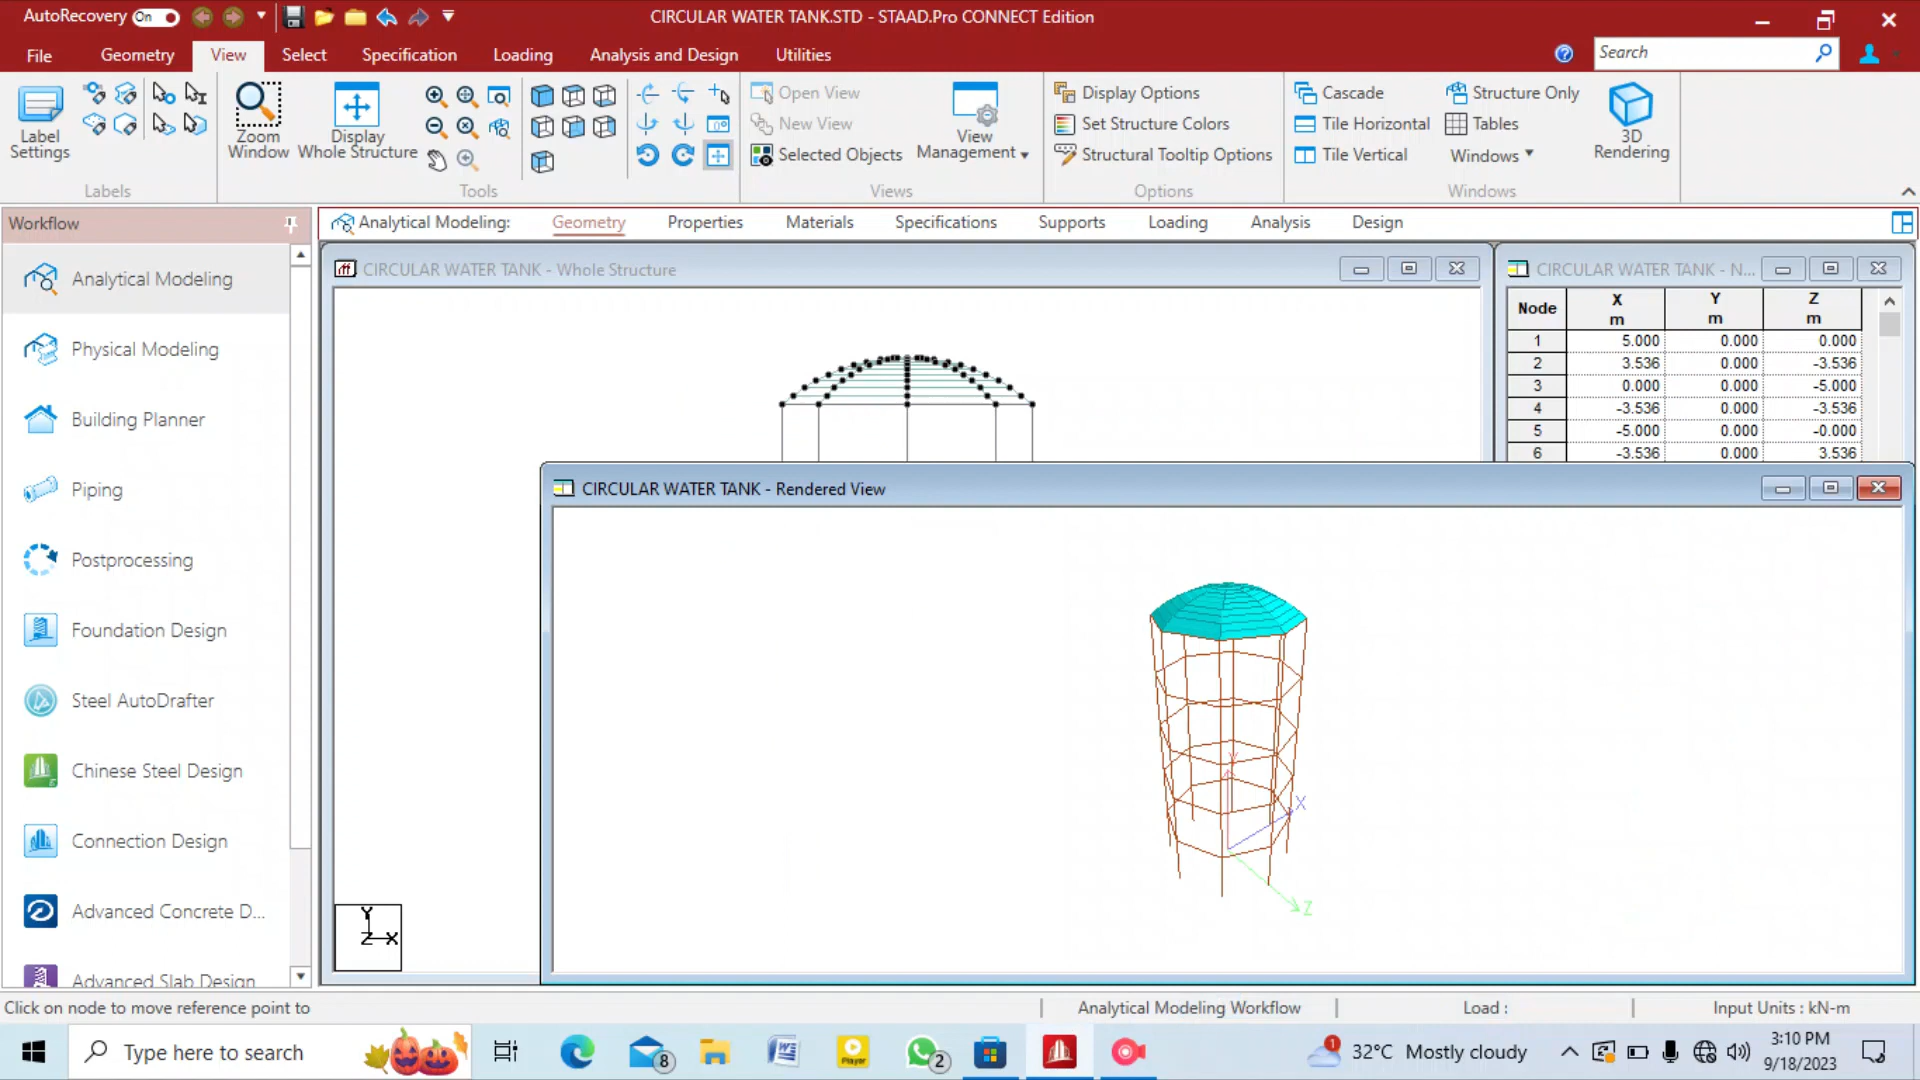 AutoRecovery On
CIRCULAR WATER TANK.STD - STAAD.Pro CONNECT Edition
File Geometry View Select Specification Loading Analysis and Design Utilities
Search
Label Settings
Zoom Window
Display Whole Structure
Open View
New View
Selected Objects
View Management
Display Options
Set Structure Colors
Structural Tooltip Options
Cascade
Tile Horizontal
Tile Vertical
Structure Only
Tables
Windows
3D Rendering
Labels Tools Views Options Windows
Workflow
Analytical Modeling: Geometry Properties Materials Specifications Supports Loading Analysis Design
Analytical Modeling
Physical Modeling
Building Planner
Piping
Postprocessing
Foundation Design
Steel AutoDrafter
Chinese Steel Design
Connection Design
Advanced Concrete D...
Advanced Slab Design
CIRCULAR WATER TANK - Whole Structure
Y
Z X
CIRCULAR WATER TANK - N...
Node X m Y m Z m
1 5.000 0.000 0.000
2 3.536 0.000 -3.536
3 0.000 0.000 -5.000
4 -3.536 0.000 -3.536
5 -5.000 0.000 -0.000
6 -3.536 0.000 3.536
CIRCULAR WATER TANK - Rendered View
Y
X
Z
Click on node to move reference point to
Analytical Modeling Workflow
Load :
Input Units : kN-m
Type here to search
8
Player
2
1
32°C Mostly cloudy
3:10 PM
9/18/2023